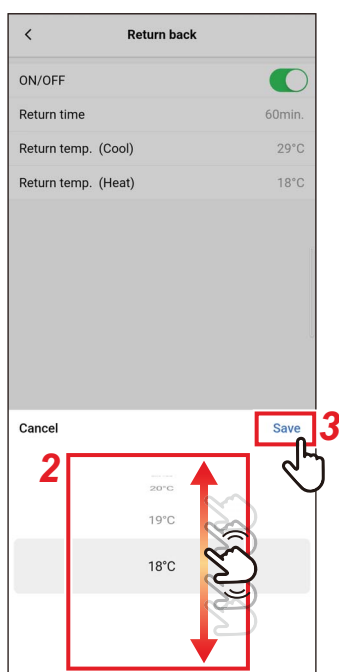 Return back
ON/OFF
Return time 60min.
Return temp. (Cool) 29°C
Return temp. (Heat) 18°C
Cancel Save 3
2
20°C
19°C
18°C